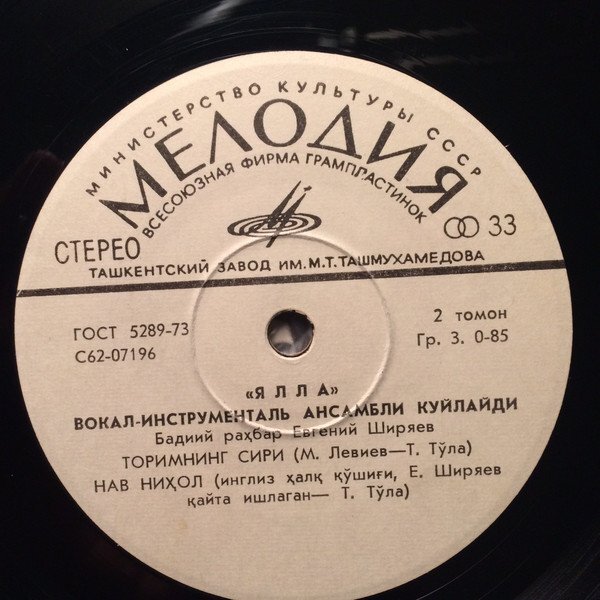 МИНИСТЕРСТВО КУЛЬТУРЫ СССР
МЕЛОДИЯ
ВСЕСОЮЗНАЯ ФИРМА ГРАМПЛАСТИНОК
СТЕРЕО
33
ТАШКЕНТСКИЙ ЗАВОД ИМ. М. Т. ТАШМУХАМЕДОВА
ГОСТ 5289-73
2 томон
С62-07196
Гр. 3. 0-85
«ЯЛЛА»
ВОКАЛ-ИНСТРУМЕНТАЛЬ АНСАМБЛИ КУЙЛАЙДИ
Бадиий раҳбар Евгений Ширяев
ТОРИМНИНГ СИРИ (М. Левиев—Т. Тўла)
НАВ НИҲОЛ (инглиз ҳалқ қўшиғи, Е. Ширяев
қайта ишлаган— Т. Тўла)